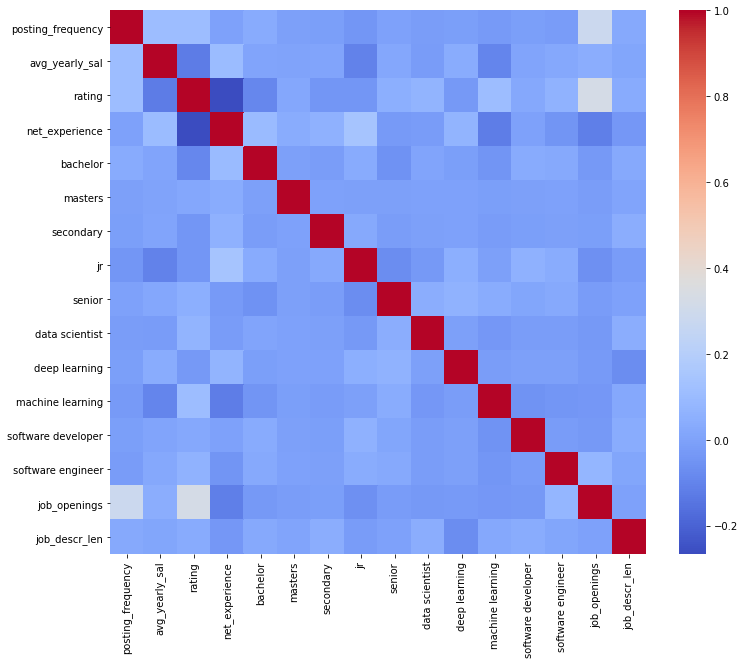 posting_frequency
avg_yearly_sal
rating
net_experience
bachelor
masters
secondary
jr
senior
data scientist
deep learning
machine learning
software developer
software engineer
job_openings
job_descr_len
posting_frequency
avg_yearly_sal
rating
net_experience
bachelor
masters
secondary
jr
senior
data scientist
deep learning
machine learning
software developer
software engineer
job_openings
job_descr_len
1.0
0.8
0.6
0.4
0.2
0.0
−0.2